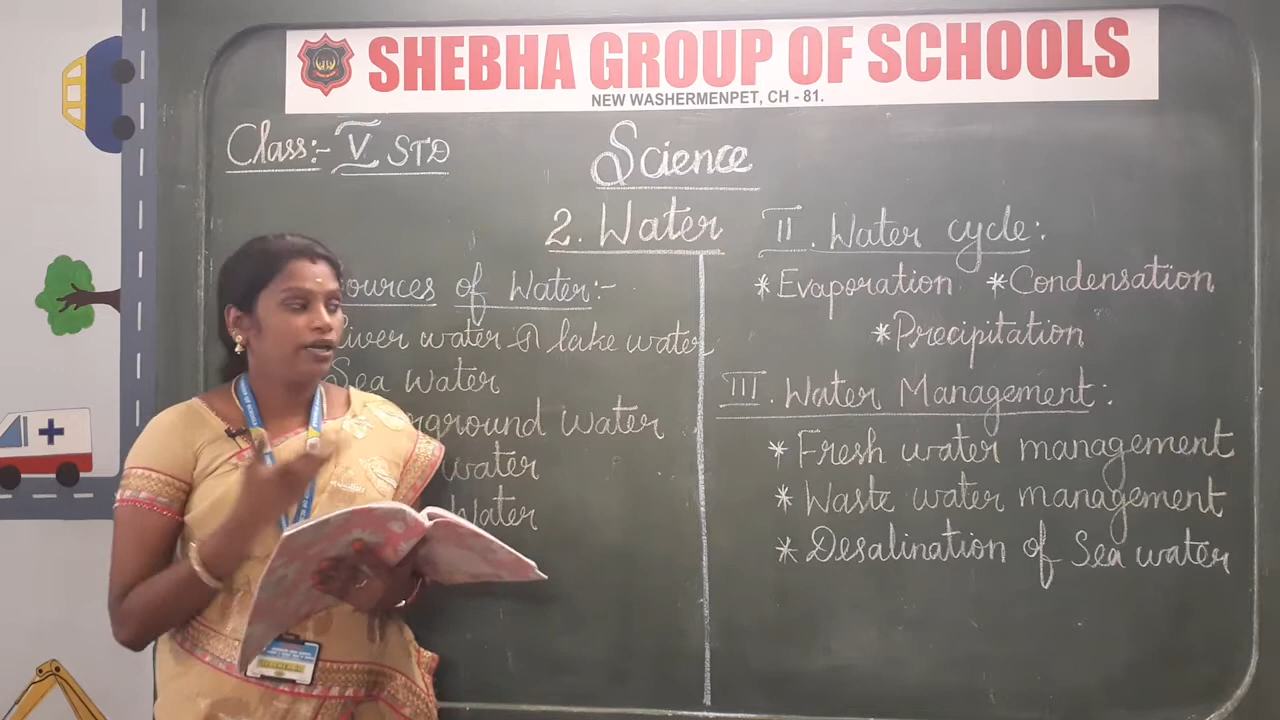 SHEBHA GROUP OF SCHOOLS
NEW WASHERMENPET, CH - 81.
Class:- V STD
Science
2. Water
Sources of Water:-
River water & lake water
Sea Water
ground Water
water
Water
II. Water cycle:
* Evaporation * Condensation
* Precipitation
III. Water Management:
* Fresh water management
* Waste water management
* Desalination of Sea water